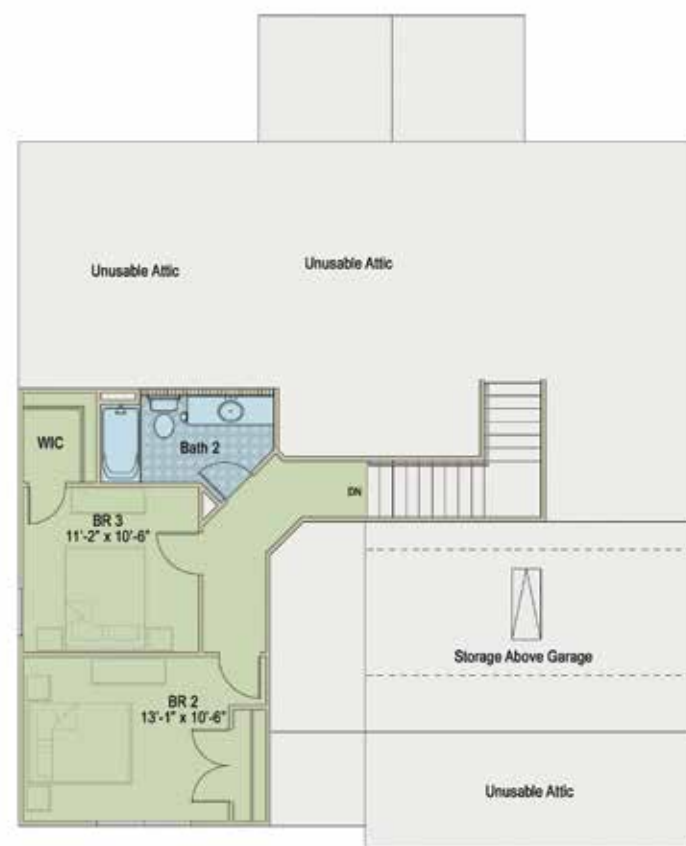 Unusable Attic
Unusable Attic
WIC
Bath 2
DN
BR 3
11'-2" x 10'-6"
Storage Above Garage
BR 2
13'-1" x 10'-6"
Unusable Attic